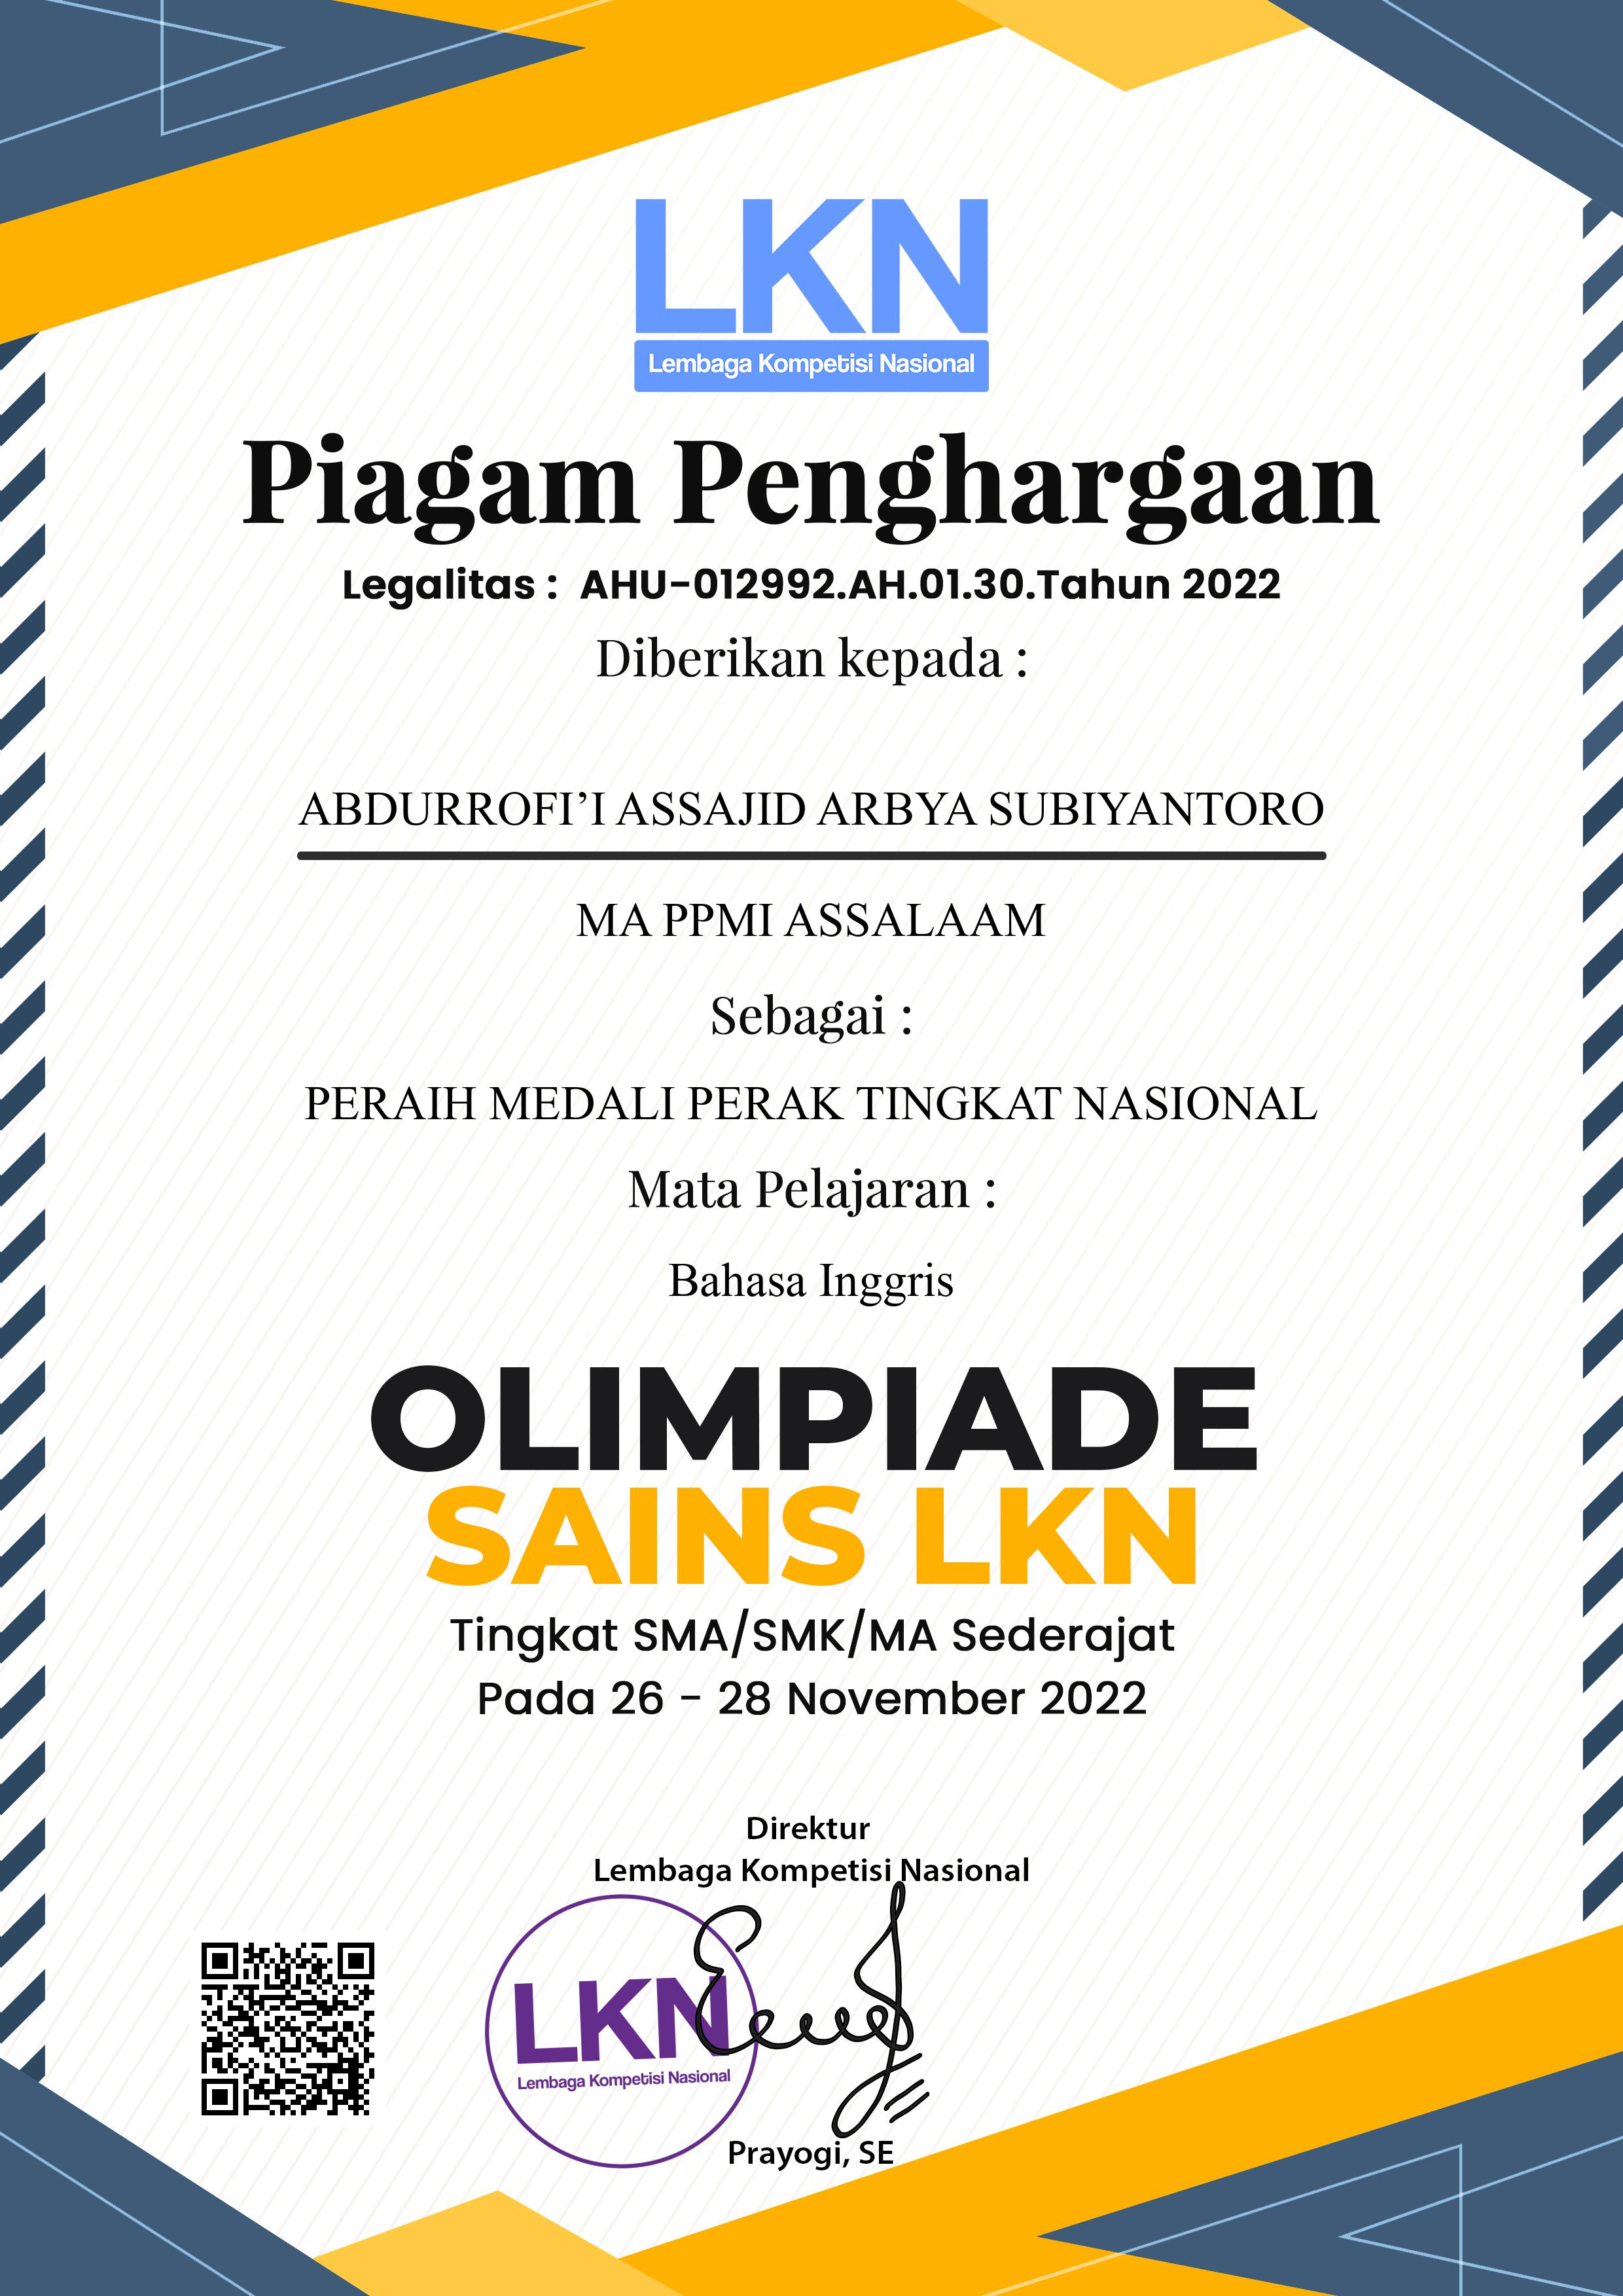 LKN
Lembaga Kompetisi Nasional
Piagam Penghargaan
Legalitas : AHU-012992.AH.01.30.Tahun 2022
Diberikan kepada :
ABDURROFI’I ASSAJID ARBYA SUBIYANTORO
MA PPMI ASSALAAM
Sebagai :
PERAIH MEDALI PERAK TINGKAT NASIONAL
Mata Pelajaran :
Bahasa Inggris
OLIMPIADE
SAINS LKN
Tingkat SMA/SMK/MA Sederajat
Pada 26 - 28 November 2022
Direktur
Lembaga Kompetisi Nasional
LKN
Lembaga Kompetisi Nasional
Prayogi, SE